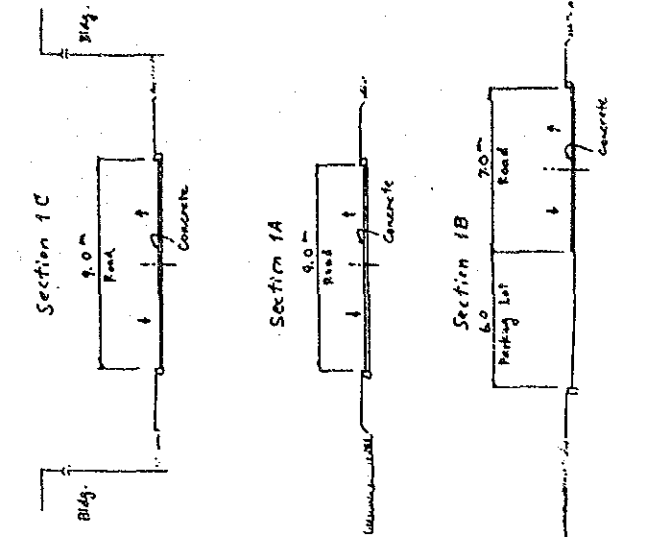 Section 1C
9.0m
Road
Concrete
Bldg.
Bldg.
Section 1A
9.0m
Road
Concrete
Section 1B
6.0
Parking Lot
7.0m
Road
Concrete